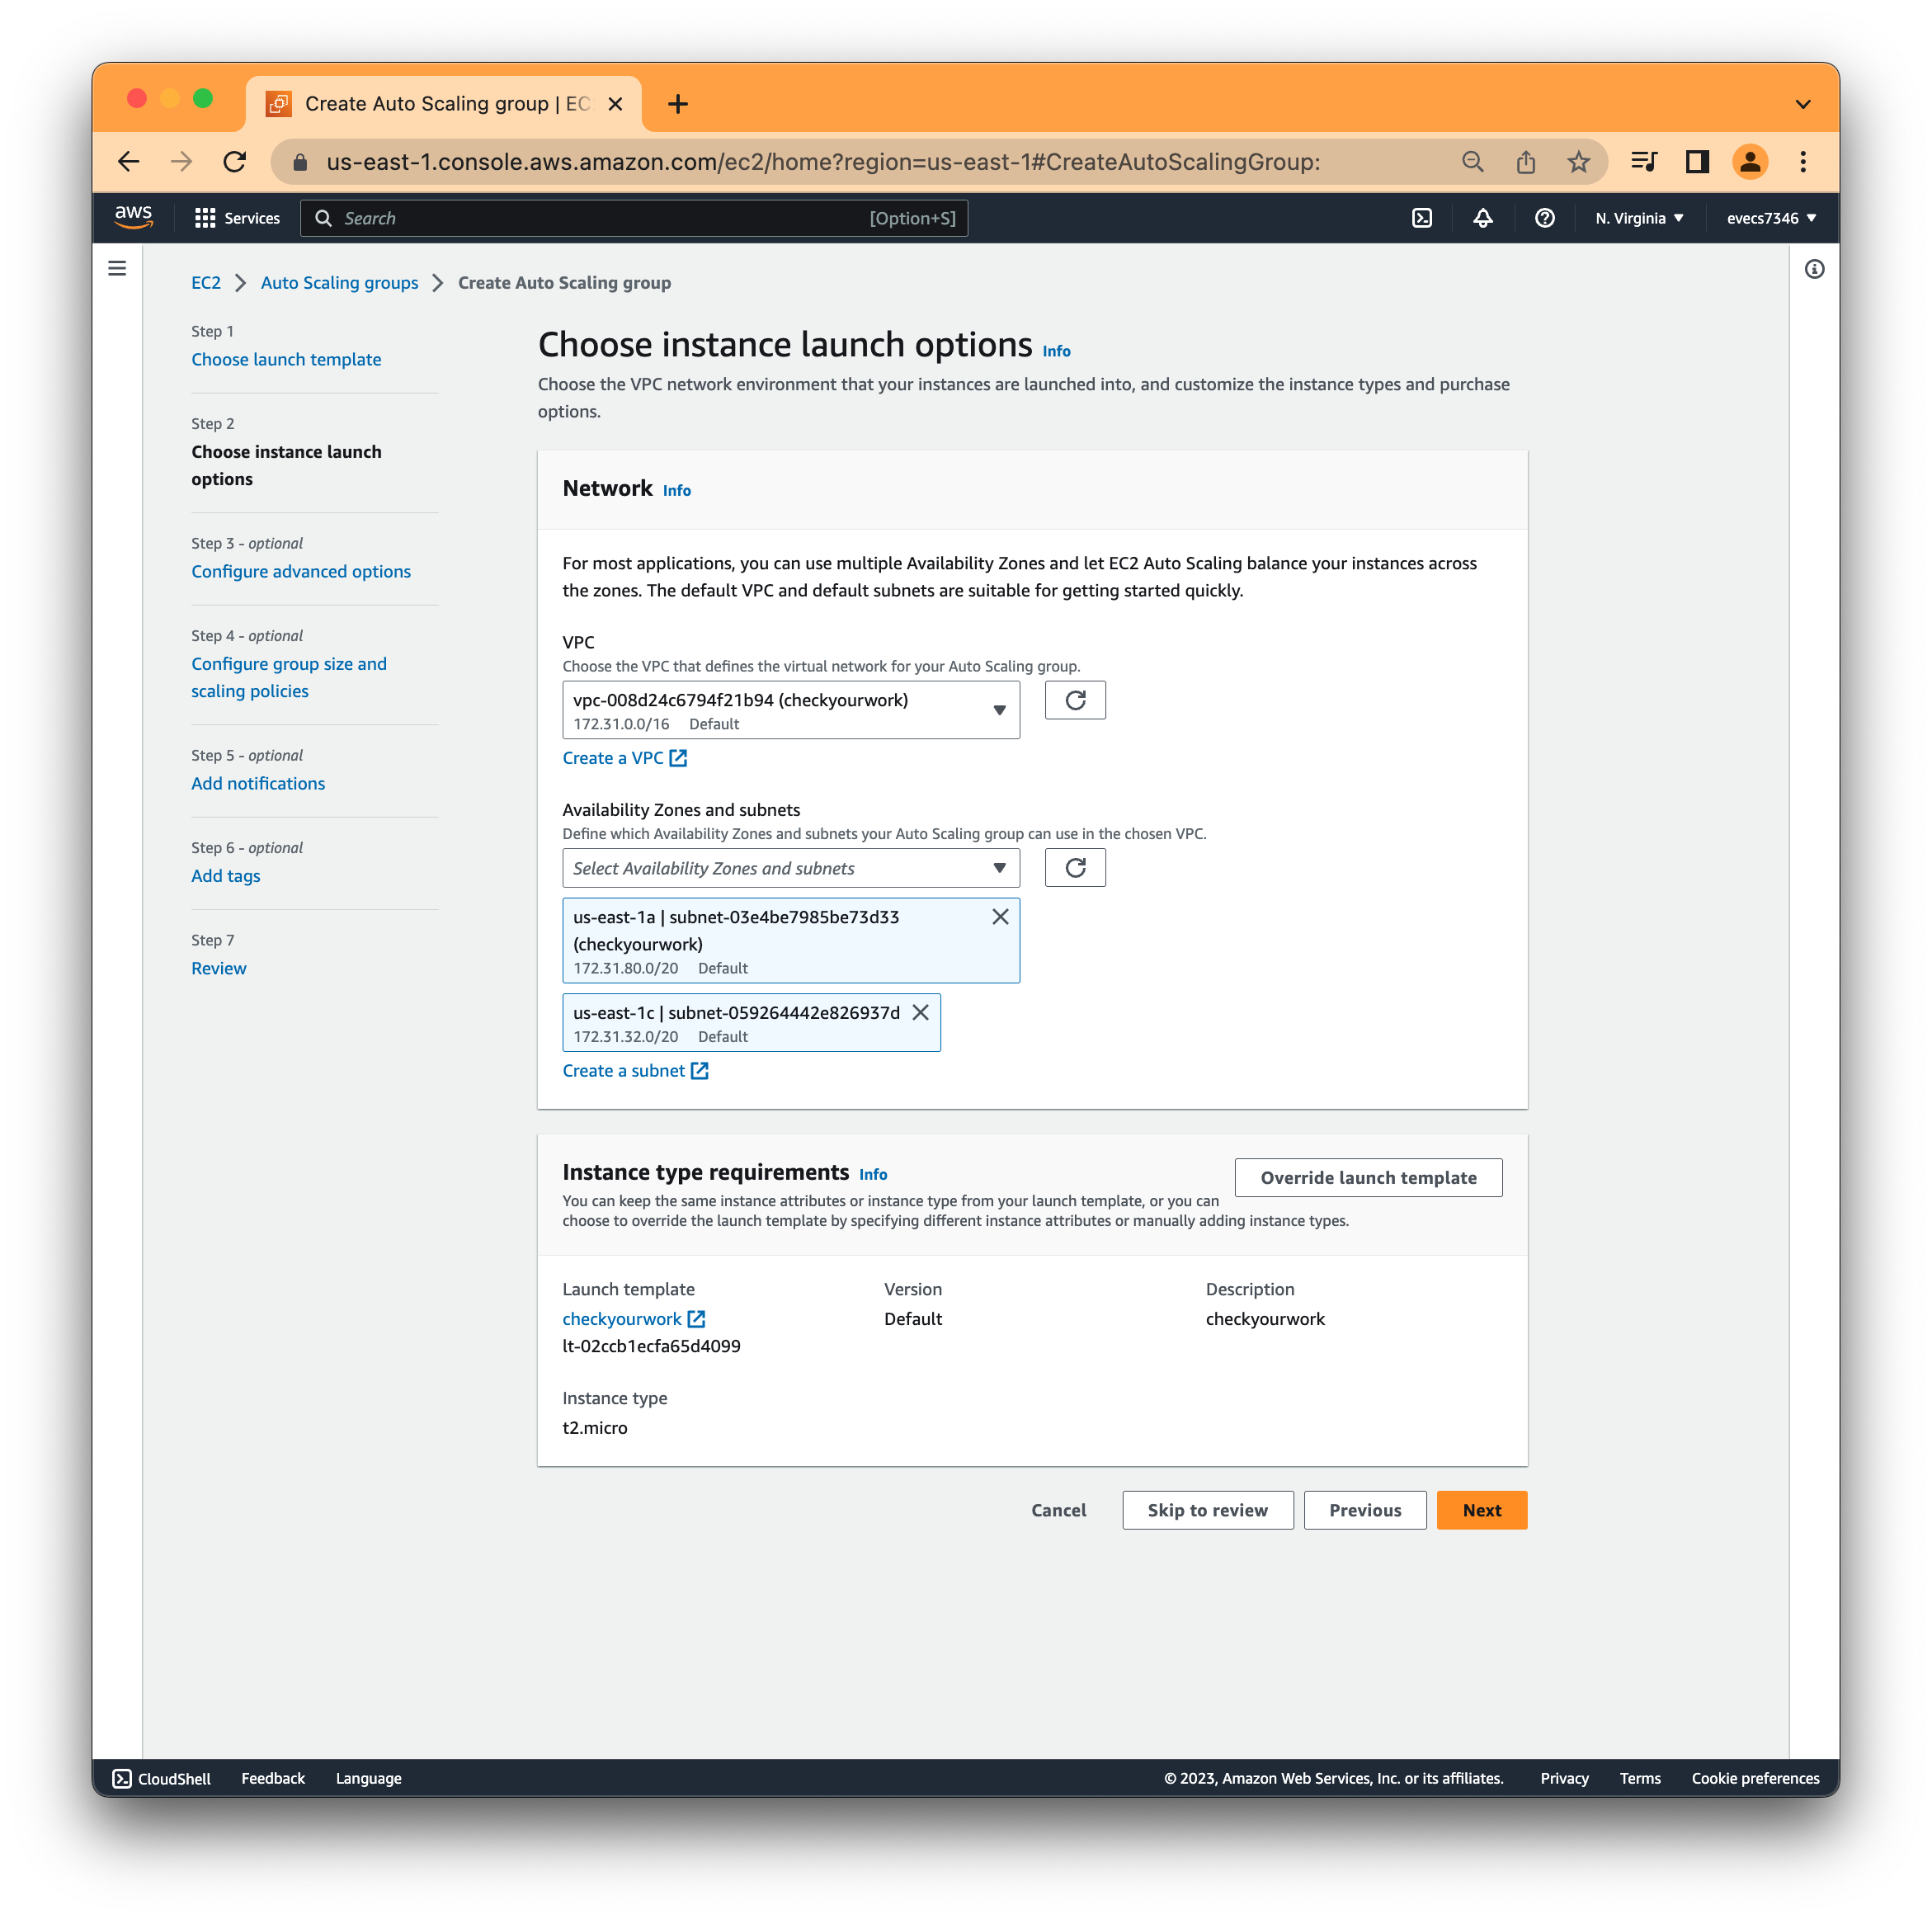 Create Auto Scaling group | EC
us-east-1.console.aws.amazon.com/ec2/home?region=us-east-1#CreateAutoScalingGroup:
aws
Services
Search
[Option+S]
N. Virginia
evecs7346
EC2
Auto Scaling groups
Create Auto Scaling group
Step 1
Choose launch template
Step 2
Choose instance launch
options
Step 3 - optional
Configure advanced options
Step 4 - optional
Configure group size and
scaling policies
Step 5 - optional
Add notifications
Step 6 - optional
Add tags
Step 7
Review
Choose instance launch options Info
Choose the VPC network environment that your instances are launched into, and customize the instance types and purchase
options.
Network Info
For most applications, you can use multiple Availability Zones and let EC2 Auto Scaling balance your instances across
the zones. The default VPC and default subnets are suitable for getting started quickly.
VPC
Choose the VPC that defines the virtual network for your Auto Scaling group.
vpc-008d24c6794f21b94 (checkyourwork)
172.31.0.0/16 Default
Create a VPC
Availability Zones and subnets
Define which Availability Zones and subnets your Auto Scaling group can use in the chosen VPC.
Select Availability Zones and subnets
us-east-1a | subnet-03e4be7985be73d33
(checkyourwork)
172.31.80.0/20 Default
us-east-1c | subnet-059264442e826937d
172.31.32.0/20 Default
Create a subnet
Instance type requirements Info
Override launch template
You can keep the same instance attributes or instance type from your launch template, or you can
choose to override the launch template by specifying different instance attributes or manually adding instance types.
Launch template
checkyourwork
lt-02ccb1ecfa65d4099
Version
Default
Description
checkyourwork
Instance type
t2.micro
Cancel
Skip to review
Previous
Next
CloudShell
Feedback
Language
© 2023, Amazon Web Services, Inc. or its affiliates.
Privacy
Terms
Cookie preferences